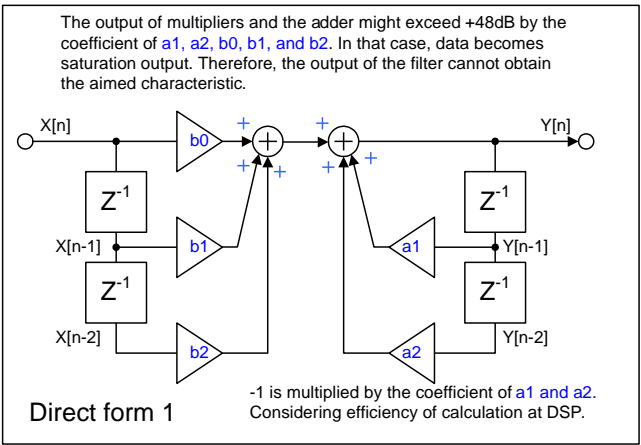 The output of multipliers and the adder might exceed +48dB by the
coefficient of a1, a2, b0, b1, and b2. In that case, data becomes
saturation output. Therefore, the output of the filter cannot obtain
the aimed characteristic.
X[n]
b0
+
+
+
+
+
+
+
+
Y[n]
Z-1
Z-1
X[n-1]
b1
a1
Y[n-1]
Z-1
Z-1
X[n-2]
b2
a2
Y[n-2]
Direct form 1
-1 is multiplied by the coefficient of a1 and a2.
Considering efficiency of calculation at DSP.